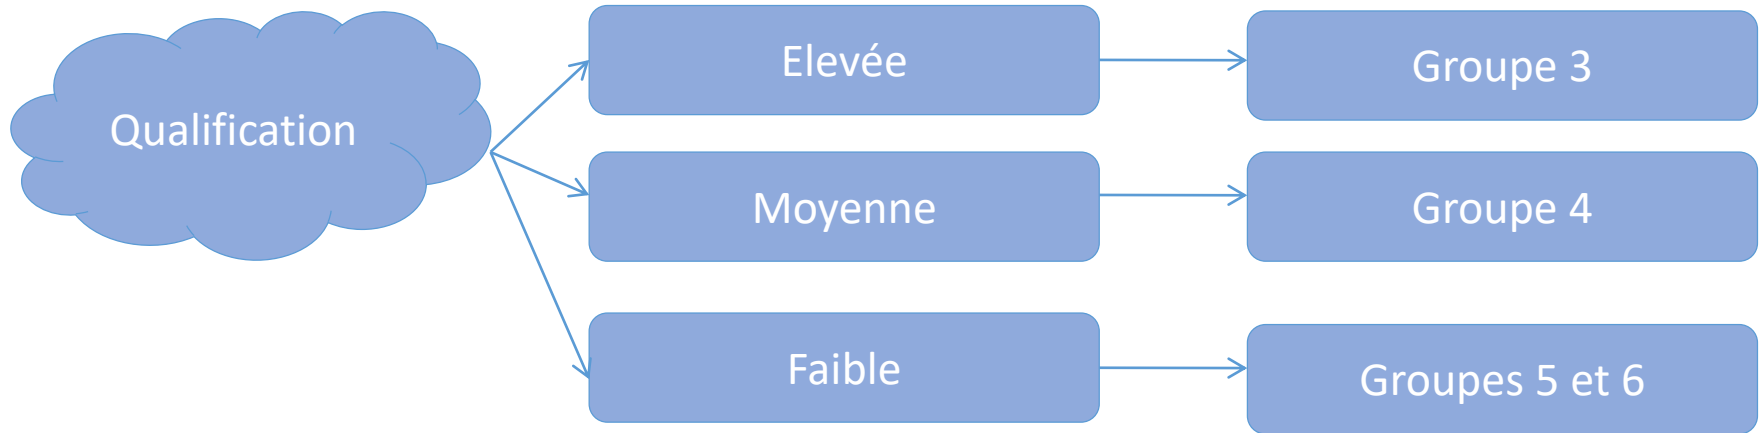 Qualification
Elevée
Groupe 3
Moyenne
Groupe 4
Faible
Groupes 5 et 6